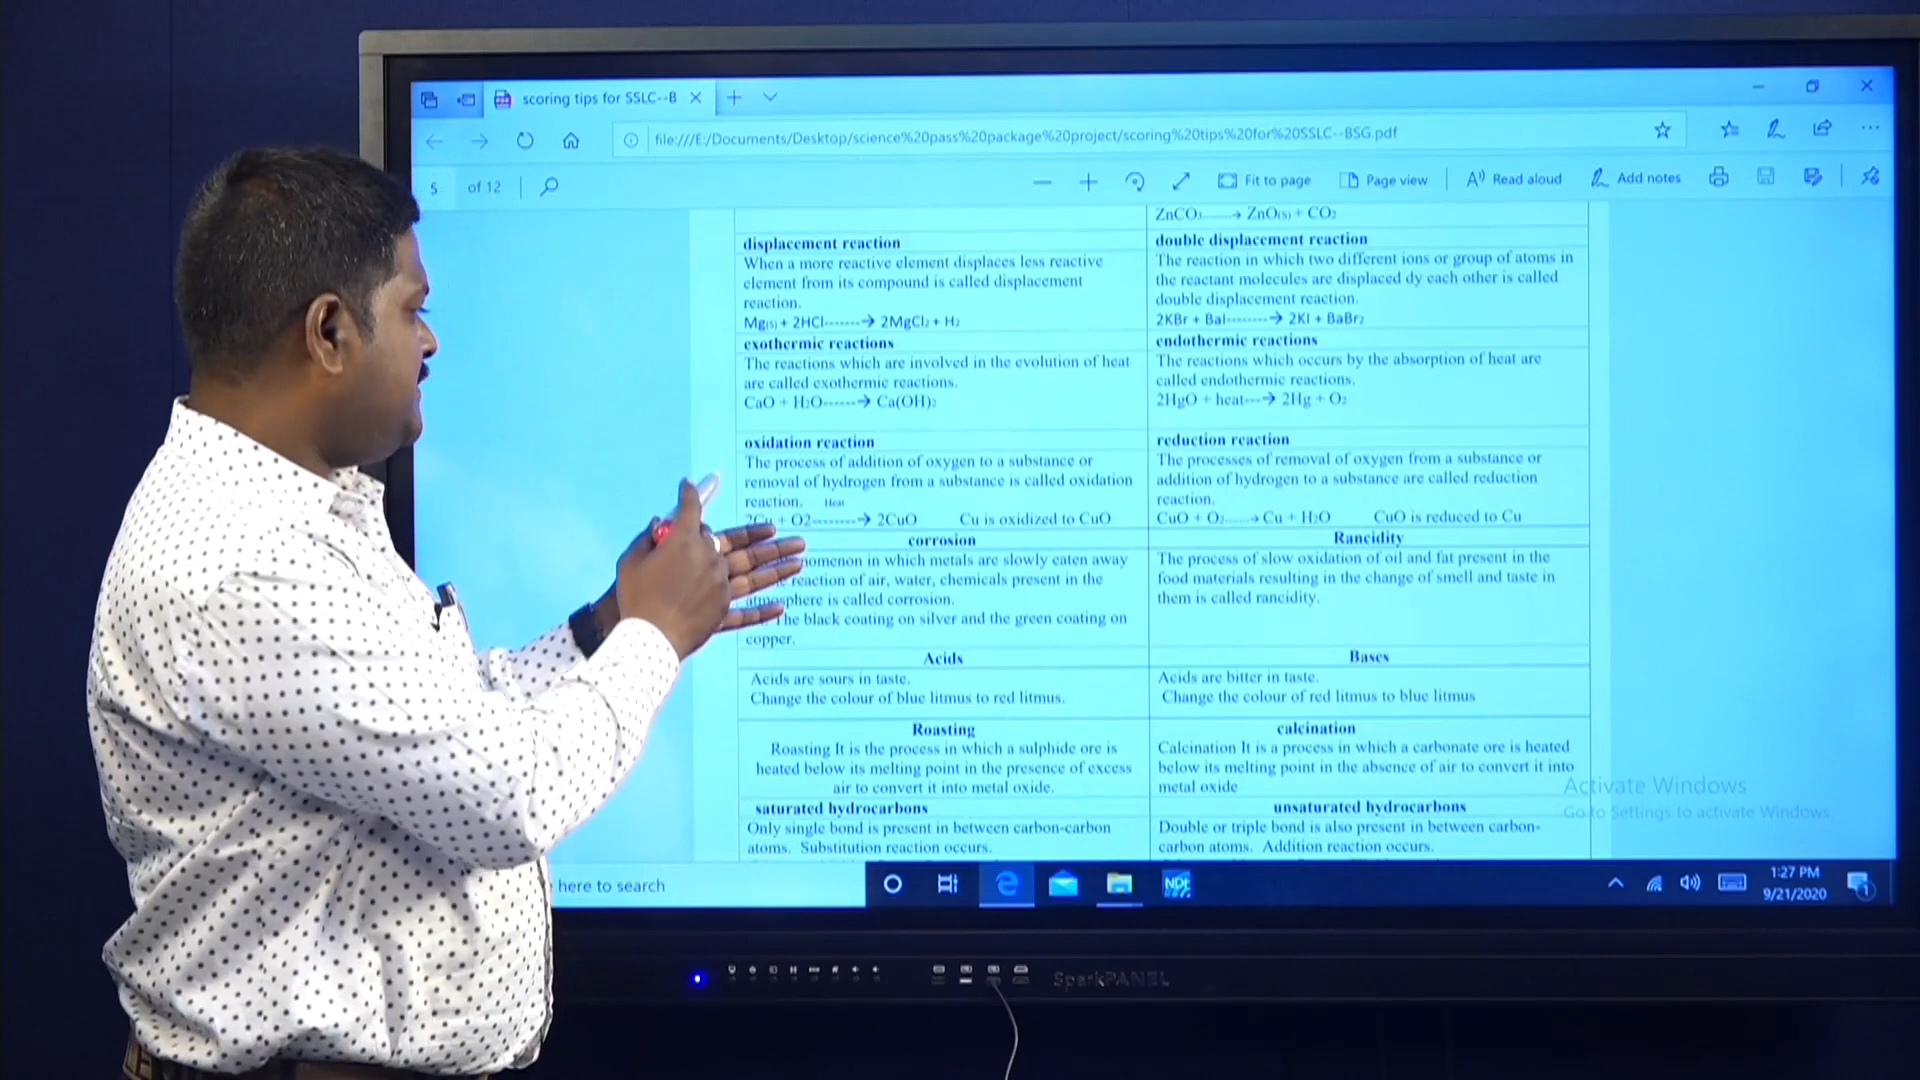 scoring tips for SSLC--B
file:///E:/Documents/Desktop/science%20pass%20package%20project/scoring%20tips%20for%20SSLC--BSG.pdf
5 of 12
Fit to page Page view Read aloud Add notes
ZnCO3------→ ZnO(s) + CO2
displacement reaction
When a more reactive element displaces less reactive
element from its compound is called displacement
reaction.
Mg(s) + 2HCl-------→ 2MgCl2 + H2
double displacement reaction
The reaction in which two different ions or group of atoms in
the reactant molecules are displaced dy each other is called
double displacement reaction.
2KBr + BaI--------→ 2KI + BaBr2
exothermic reactions
The reactions which are involved in the evolution of heat
are called exothermic reactions.
CaO + H2O------→ Ca(OH)2
endothermic reactions
The reactions which occurs by the absorption of heat are
called endothermic reactions.
2HgO + heat---→ 2Hg + O2
oxidation reaction
The process of addition of oxygen to a substance or
removal of hydrogen from a substance is called oxidation
reaction. Heat
2Cu + O2--------→ 2CuO Cu is oxidized to CuO
reduction reaction
The processes of removal of oxygen from a substance or
addition of hydrogen to a substance are called reduction
reaction.
CuO + O2.......→ Cu + H2O CuO is reduced to Cu
corrosion
nomenon in which metals are slowly eaten away
reaction of air, water, chemicals present in the
atmosphere is called corrosion.
The black coating on silver and the green coating on
copper.
Rancidity
The process of slow oxidation of oil and fat present in the
food materials resulting in the change of smell and taste in
them is called rancidity.
Acids
Acids are sours in taste.
Change the colour of blue litmus to red litmus.
Bases
Acids are bitter in taste.
Change the colour of red litmus to blue litmus
Roasting
Roasting It is the process in which a sulphide ore is
heated below its melting point in the presence of excess
air to convert it into metal oxide.
calcination
Calcination It is a process in which a carbonate ore is heated
below its melting point in the absence of air to convert it into
metal oxide
saturated hydrocarbons
Only single bond is present in between carbon-carbon
atoms. Substitution reaction occurs.
unsaturated hydrocarbons
Double or triple bond is also present in between carbon-
carbon atoms. Addition reaction occurs.
Activate Windows
Go to Settings to activate Windows.
here to search
NDI
1:27 PM
9/21/2020
1
SparkPANEL